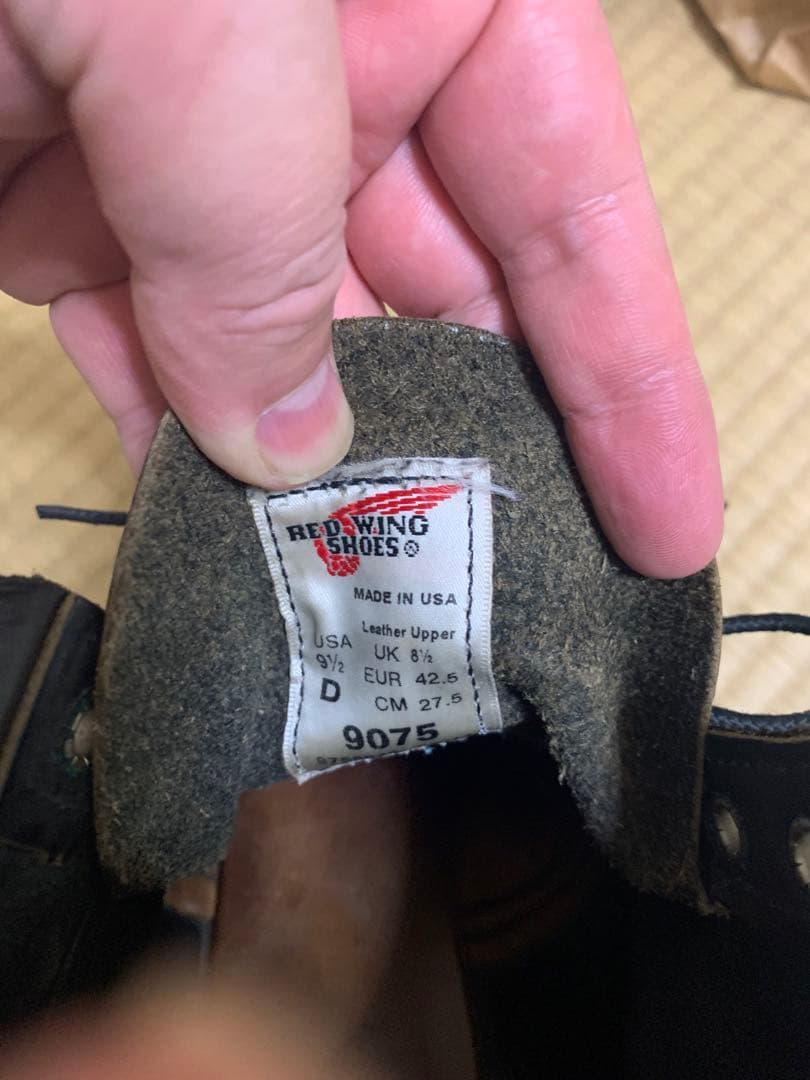 RED WING
SHOES®
MADE IN USA
Leather Upper
USA UK 8½
9½ EUR 42.5
D CM 27.5
9075